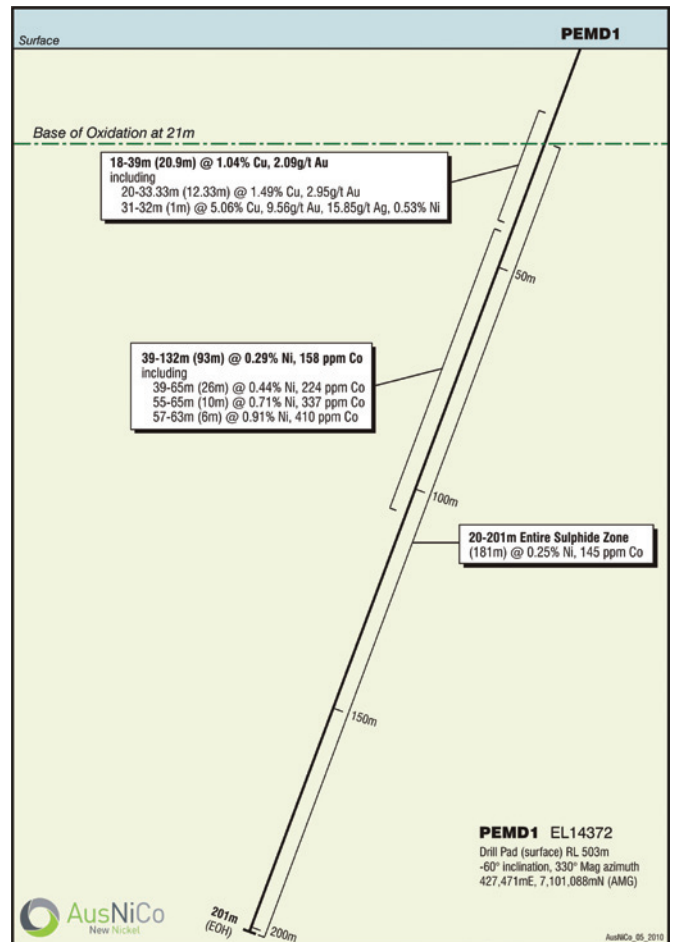 Surface
PEMD1
Base of Oxidation at 21m
18-39m (20.9m) @ 1.04% Cu, 2.09g/t Au
including
20-33.33m (12.33m) @ 1.49% Cu, 2.95g/t Au
31-32m (1m) @ 5.06% Cu, 9.56g/t Au, 15.85g/t Ag, 0.53% Ni
50m
39-132m (93m) @ 0.29% Ni, 158 ppm Co
including
39-65m (26m) @ 0.44% Ni, 224 ppm Co
55-65m (10m) @ 0.71% Ni, 337 ppm Co
57-63m (6m) @ 0.91% Ni, 410 ppm Co
100m
20-201m Entire Sulphide Zone
(181m) @ 0.25% Ni, 145 ppm Co
150m
PEMD1 EL14372
Drill Pad (surface) RL 503m
-60° inclination, 330° Mag azimuth
427,471mE, 7,101,088mN (AMG)
201m
(EOH)
200m
AusNiCo
New Nickel
AusNiCo_05_2010